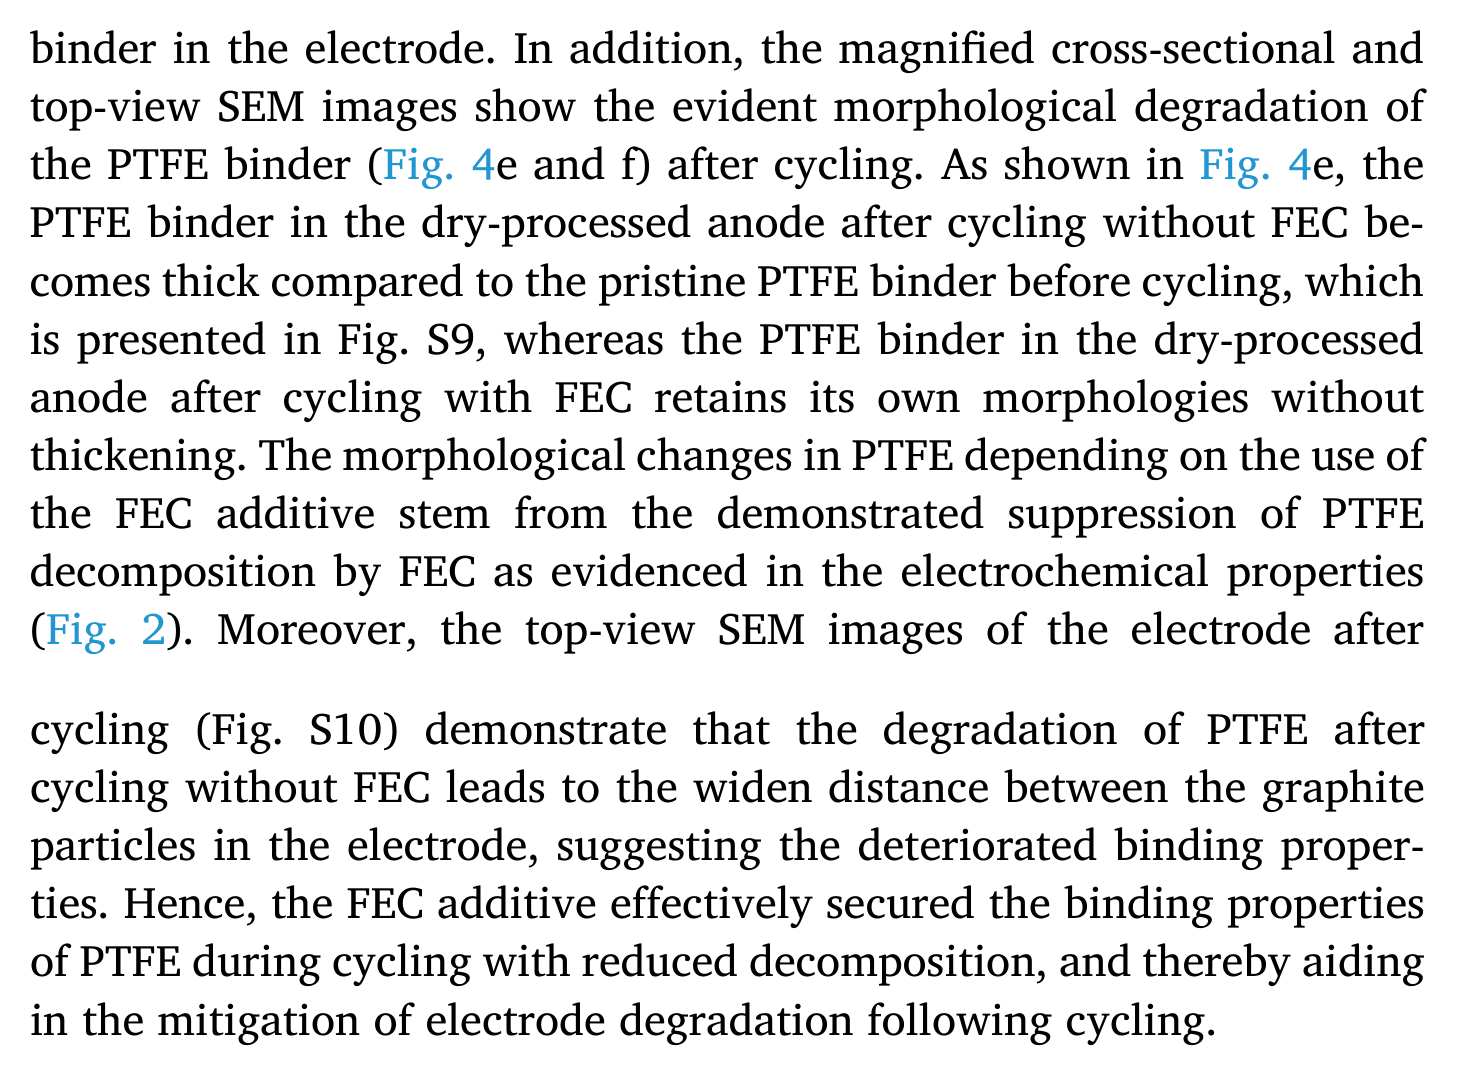 binder in the electrode. In addition, the magnified cross-sectional and
top-view SEM images show the evident morphological degradation of
the PTFE binder (Fig. 4e and f) after cycling. As shown in Fig. 4e, the
PTFE binder in the dry-processed anode after cycling without FEC be-
comes thick compared to the pristine PTFE binder before cycling, which
is presented in Fig. S9, whereas the PTFE binder in the dry-processed
anode after cycling with FEC retains its own morphologies without
thickening. The morphological changes in PTFE depending on the use of
the FEC additive stem from the demonstrated suppression of PTFE
decomposition by FEC as evidenced in the electrochemical properties
(Fig. 2). Moreover, the top-view SEM images of the electrode after
cycling (Fig. S10) demonstrate that the degradation of PTFE after
cycling without FEC leads to the widen distance between the graphite
particles in the electrode, suggesting the deteriorated binding proper-
ties. Hence, the FEC additive effectively secured the binding properties
of PTFE during cycling with reduced decomposition, and thereby aiding
in the mitigation of electrode degradation following cycling.